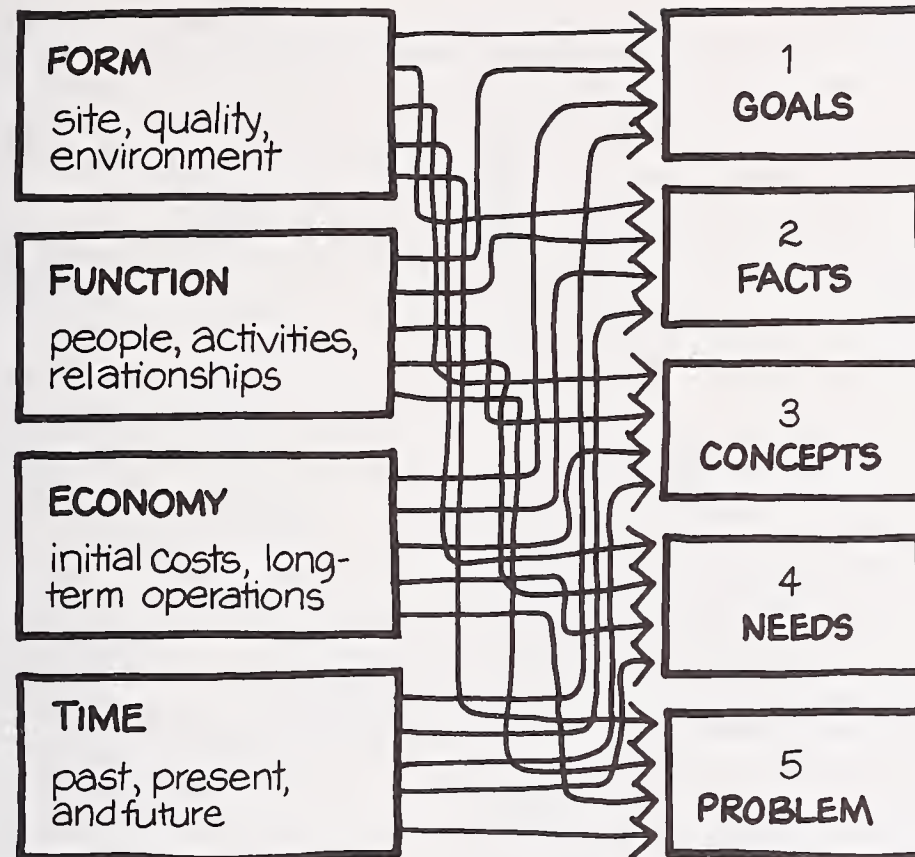 FORM
site, quality,
environment
FUNCTION
people, activities,
relationships
ECONOMY
initial costs, long-
term operations
TIME
past, present,
and future
1
GOALS
2
FACTS
3
CONCEPTS
4
NEEDS
5
PROBLEM